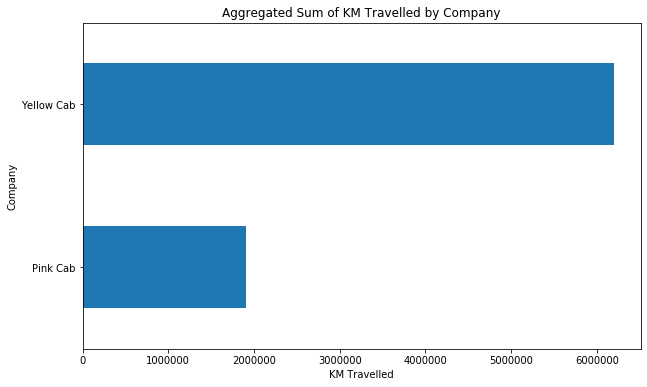 Aggregated Sum of KM Travelled by Company
Yellow Cab
Company
Pink Cab
0 1000000 2000000 3000000 4000000 5000000 6000000
KM Travelled